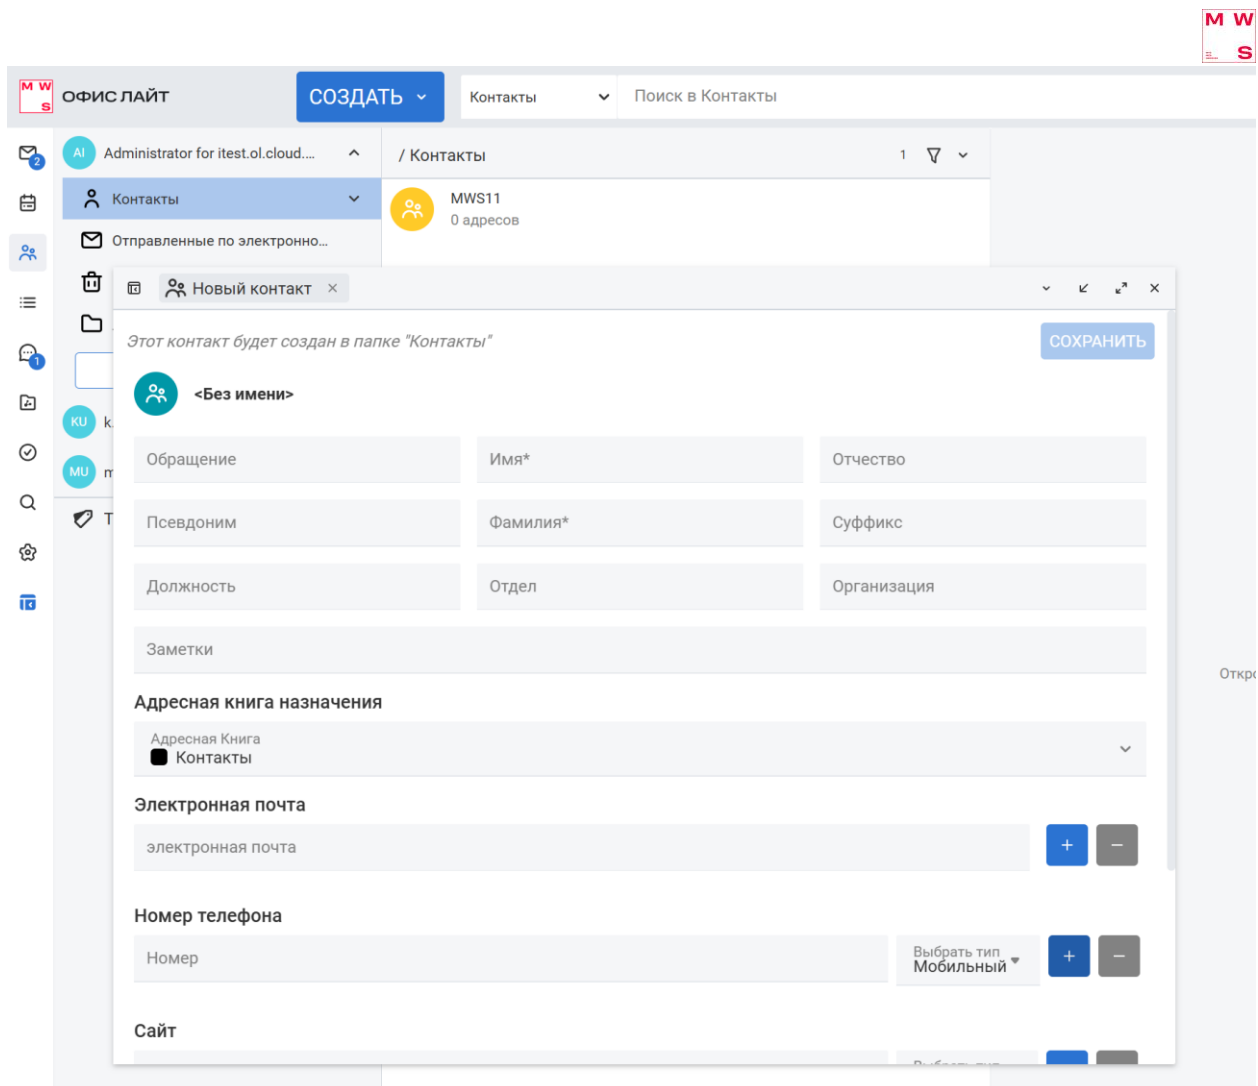 M W
S
M W
S
ОФИС ЛАЙТ
СОЗДАТЬ
Контакты
Поиск в Контакты
2
AI
Administrator for itest.ol.cloud....
/ Контакты
1
Контакты
MWS11
0 адресов
Отправленные по электронно...
Новый контакт
Этот контакт будет создан в папке "Контакты"
СОХРАНИТЬ
1
<Без имени>
KU
k.
Обращение
Имя*
Отчество
MU
m
Т
Псевдоним
Фамилия*
Суффикс
Должность
Отдел
Организация
Заметки
Откро
Адресная книга назначения
Адресная Книга
Контакты
Электронная почта
электронная почта
Номер телефона
Номер
Выбрать тип
Мобильный
Сайт
Выбрать тип